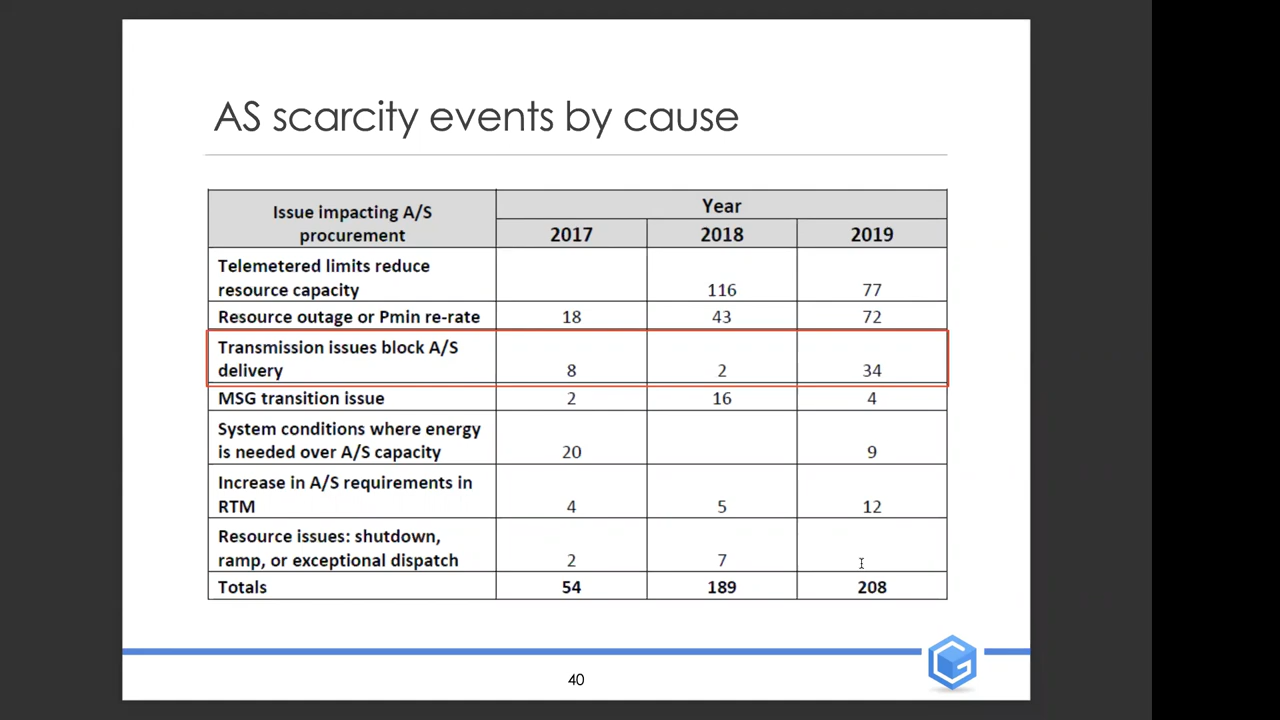 AS scarcity events by cause
Issue impacting A/S
procurement
Year
2017 2018 2019
Telemetered limits reduce
resource capacity 116 77
Resource outage or Pmin re-rate 18 43 72
Transmission issues block A/S
delivery 8 2 34
MSG transition issue 2 16 4
System conditions where energy
is needed over A/S capacity 20 9
Increase in A/S requirements in
RTM 4 5 12
Resource issues: shutdown,
ramp, or exceptional dispatch 2 7
Totals 54 189 208
40